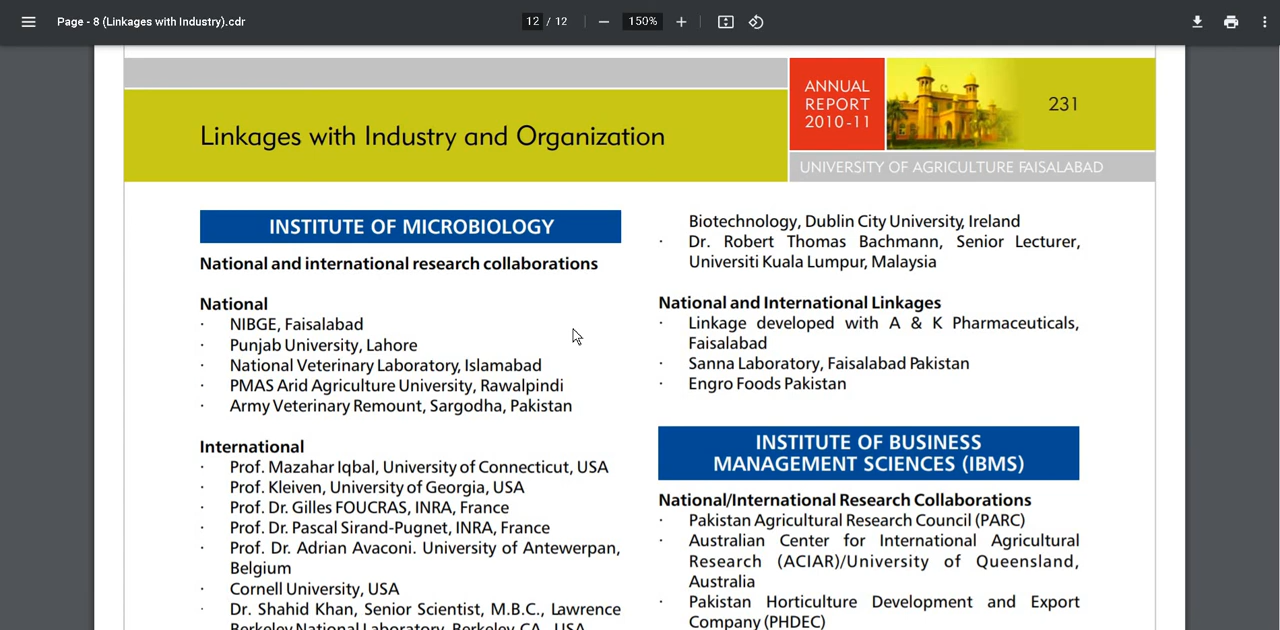 Page - 8 (Linkages with Industry).cdr
12 / 12
150%
ANNUAL
REPORT
2010-11
231
Linkages with Industry and Organization
UNIVERSITY OF AGRICULTURE FAISALABAD
INSTITUTE OF MICROBIOLOGY
National and international research collaborations
National
· NIBGE, Faisalabad
· Punjab University, Lahore
· National Veterinary Laboratory, Islamabad
· PMAS Arid Agriculture University, Rawalpindi
· Army Veterinary Remount, Sargodha, Pakistan
International
· Prof. Mazahar Iqbal, University of Connecticut, USA
· Prof. Kleiven, University of Georgia, USA
· Prof. Dr. Gilles FOUCRAS, INRA, France
· Prof. Dr. Pascal Sirand-Pugnet, INRA, France
· Prof. Dr. Adrian Avaconi. University of Antewerpan,
Belgium
· Cornell University, USA
· Dr. Shahid Khan, Senior Scientist, M.B.C., Lawrence
Berkeley National Laboratory, Berkeley, CA., USA
Biotechnology, Dublin City University, Ireland
· Dr. Robert Thomas Bachmann, Senior Lecturer,
Universiti Kuala Lumpur, Malaysia
National and International Linkages
· Linkage developed with A & K Pharmaceuticals,
Faisalabad
· Sanna Laboratory, Faisalabad Pakistan
· Engro Foods Pakistan
INSTITUTE OF BUSINESS
MANAGEMENT SCIENCES (IBMS)
National/International Research Collaborations
· Pakistan Agricultural Research Council (PARC)
· Australian Center for International Agricultural
Research (ACIAR)/University of Queensland,
Australia
· Pakistan Horticulture Development and Export
Company (PHDEC)